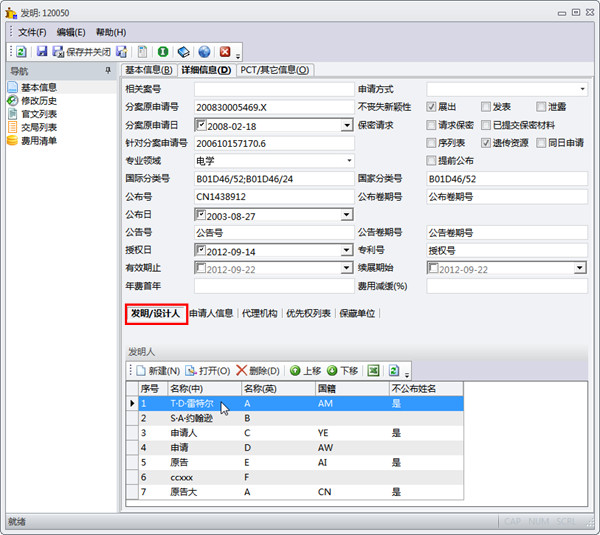 发明: 120050
文件(F) 编辑(E) 帮助(H)
保存并关闭
导航
基本信息
修改历史
官文列表
交局列表
费用清单
基本信息(B) 详细信息(D) PCT/其它信息(O)
相关案号 申请方式
分案原申请号 200830005469.X 不丧失新颖性 展出 发表 泄露
分案原申请日 2008-02-18 保密请求 请求保密 已提交保密材料
针对分案申请号 200610157170.6 序列表 遗传资源 同日申请
专业领域 电学 提前公布
国际分类号 B01D46/52;B01D46/24 国家分类号 B01D46/52
公布号 CN1438912 公布卷期号 公布卷期号
公布日 2003-08-27
公告号 公告号 公告卷期号 公告卷期号
授权日 2012-09-14 专利号 授权号
有效期止 2012-09-22 续展期始 2012-09-22
年费首年 费用减缓(%)
发明/设计人 申请人信息 代理机构 优先权列表 保藏单位
发明人
新建(N) 打开(O) 删除(D) 上移 下移
序号 名称(中) 名称(英) 国籍 不公布姓名
1 T·D·雷特尔 A AM 是
2 S·A·约翰逊 B
3 申请人 C YE 是
4 申请 D AW
5 原告 E AI 是
6 ccxxx F
7 原告大 A CN 是
就绪 CAP NUM SCRL